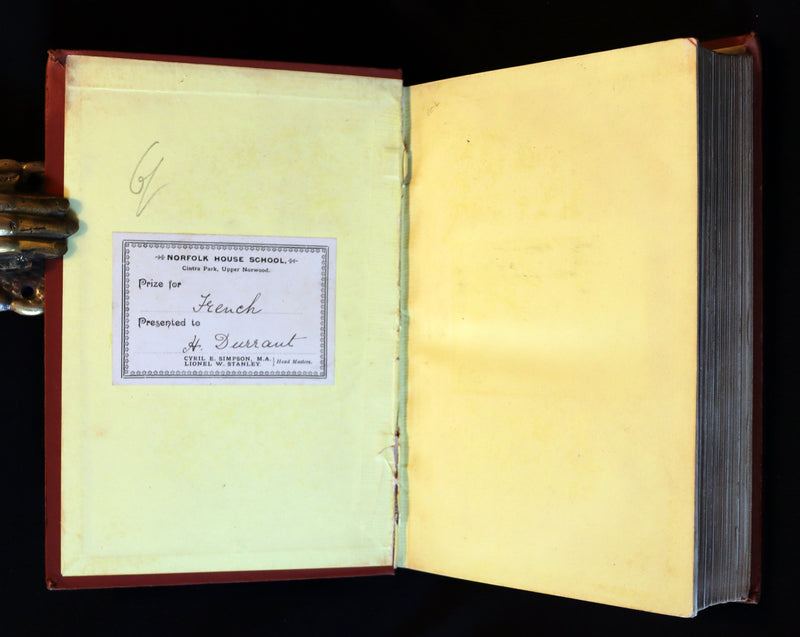 6/
NORFOLK HOUSE SCHOOL,
Cintra Park, Upper Norwood.
Prize for
French
Presented to
H. Durrant
CYRIL E. SIMPSON, M.A.
LIONEL W. STANLEY. Head Masters.